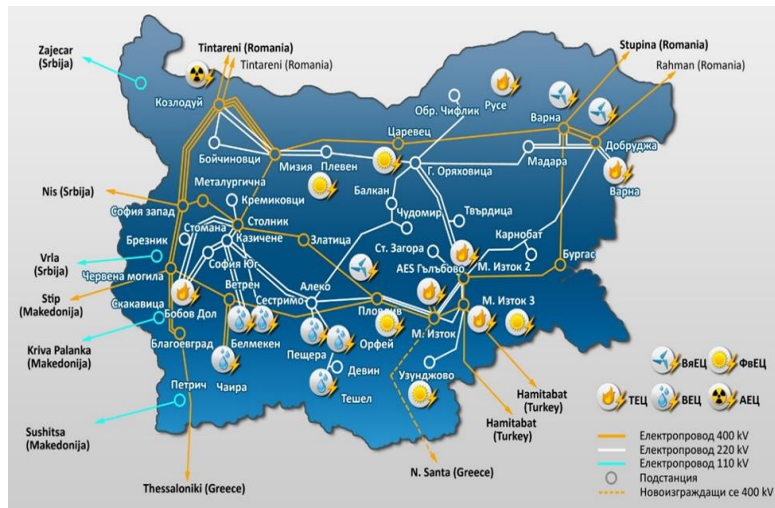 Zajecar
(Srbija)
Tintareni (Romania)
Tintareni (Romania)
Stupina (Romania)
Rahman (Romania)
Козлодуй
Обр. Чифлик
Русе
Варна
Царевец
Добруджа
Бойчиновци
Мизия
Плевен
Г. Оряховица
Мадара
Варна
Металургична
Nis (Srbija)
Кремиковци
Балкан
София запад
Столник
Чудомир
Твърдица
Стомана
Казичене
Златица
Карнобат
Брезник
Ст. Загора
Vrla
(Srbija)
София Юг
AES Гълъбово
М. Изток 2
Бургас
Червена могила
Ветрен
Алеко
Stip
(Makedonija)
Скакавица
Бобов Дол
Сестримо
Пловдив
М. Изток 3
Kriva Palanka
(Makedonija)
Благоевград
Белмекен
Пещера
Орфей
М. Изток
Девин
Узунджово
Петрич
Чаира
Тешел
Hamitabat
(Turkey)
Hamitabat
(Turkey)
Sushitsa
(Makedonija)
N. Santa (Greece)
Thessaloniki (Greece)
ВяЕЦ
ФвЕЦ
ТЕЦ
ВЕЦ
АЕЦ
Електропровод 400 kV
Електропровод 220 kV
Електропровод 110 kV
Подстанция
Новоизграждащи се 400 kV